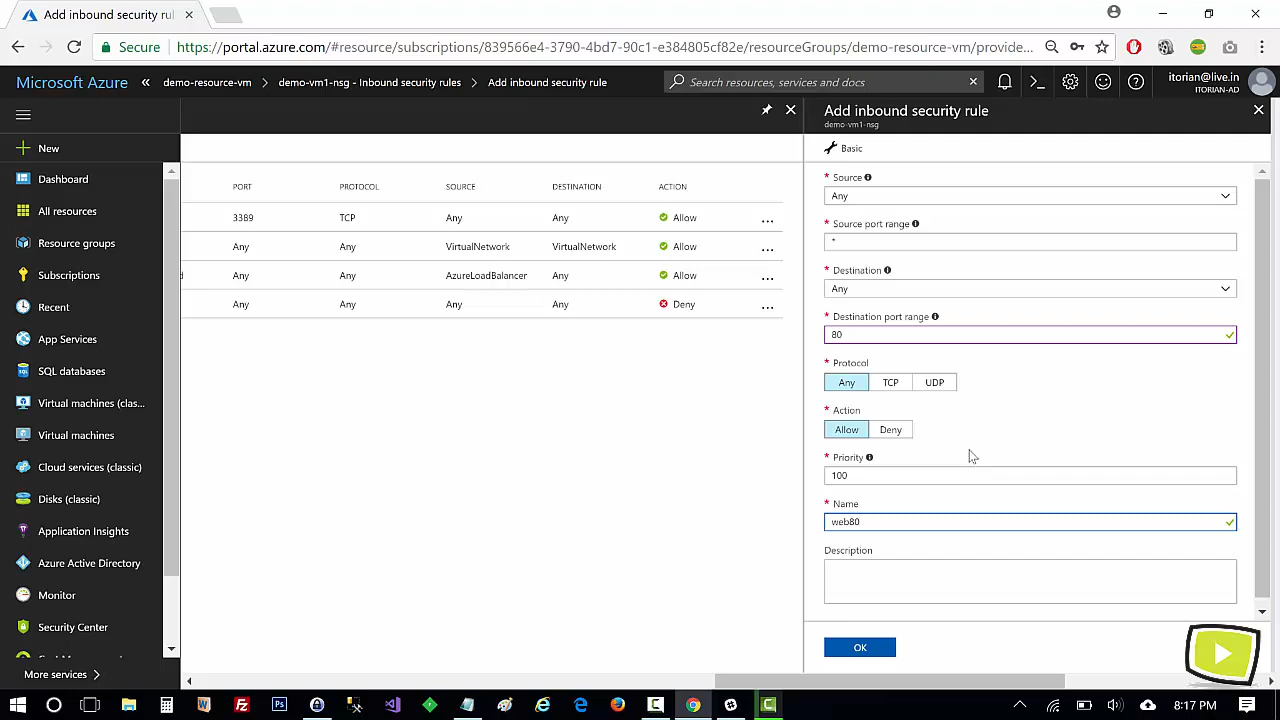 Add inbound security rul
Secure
https://portal.azure.com/#resource/subscriptions/839566e4-3790-4bd7-90c1-e384805cf82e/resourceGroups/demo-resource-vm/provide...
Microsoft Azure
demo-resource-vm
demo-vm1-nsg - Inbound security rules
Add inbound security rule
Search resources, services and docs
itorian@live.in
ITORIAN-AD
New
Dashboard
All resources
Resource groups
Subscriptions
Recent
App Services
SQL databases
Virtual machines (clas...
Virtual machines
Cloud services (classic)
Disks (classic)
Application Insights
Azure Active Directory
Monitor
Security Center
More services
PORT PROTOCOL SOURCE DESTINATION ACTION
3389 TCP Any Any Allow ...
Any Any VirtualNetwork VirtualNetwork Allow ...
d Any Any AzureLoadBalancer Any Allow ...
Any Any Any Any Deny ...
Add inbound security rule
demo-vm1-nsg
Basic
* Source
Any
* Source port range
*
* Destination
Any
* Destination port range
80
* Protocol
Any TCP UDP
* Action
Allow Deny
* Priority
100
* Name
web80
Description
OK
8:17 PM